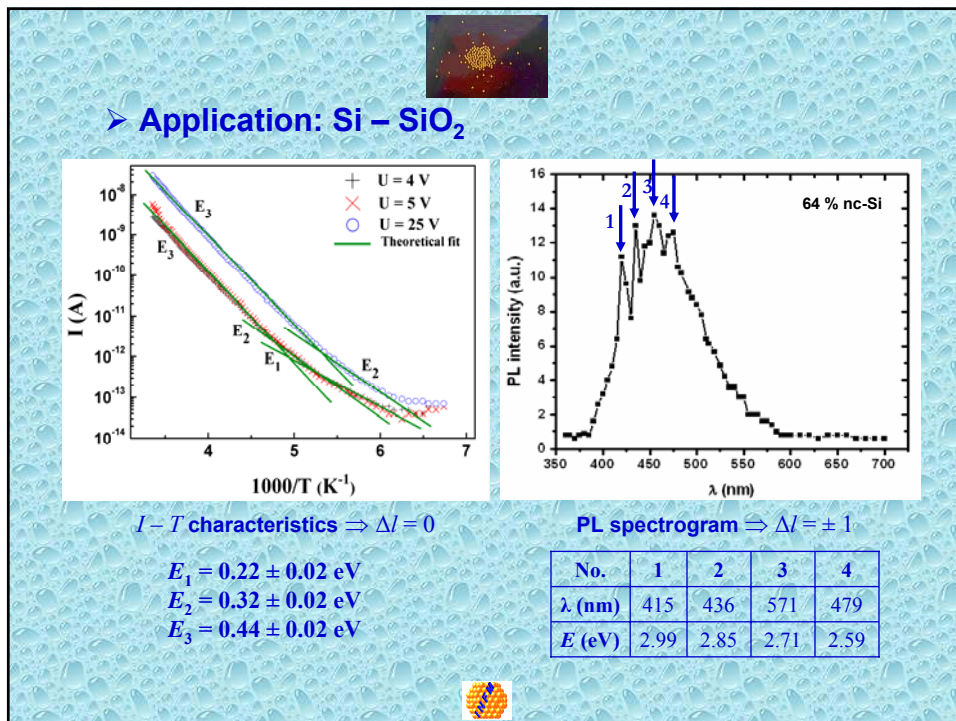 ➢ Application: Si – SiO₂
I (A)
10⁻⁸
10⁻⁹
10⁻¹⁰
10⁻¹¹
10⁻¹²
10⁻¹³
10⁻¹⁴
+ U = 4 V
× U = 5 V
○ U = 25 V
Theoretical fit
E₃
E₃
E₂
E₁
E₂
4 5 6 7
1000/T (K⁻¹)
PL intensity (a.u.)
16
14
12
10
8
6
4
2
0
1 2 3 4
64 % nc-Si
350 400 450 500 550 600 650 700
λ (nm)
I – T characteristics ⇒ Δl = 0
E₁ = 0.22 ± 0.02 eV
E₂ = 0.32 ± 0.02 eV
E₃ = 0.44 ± 0.02 eV
PL spectrogram ⇒ Δl = ± 1
No. 1 2 3 4
λ (nm) 415 436 571 479
E (eV) 2.99 2.85 2.71 2.59